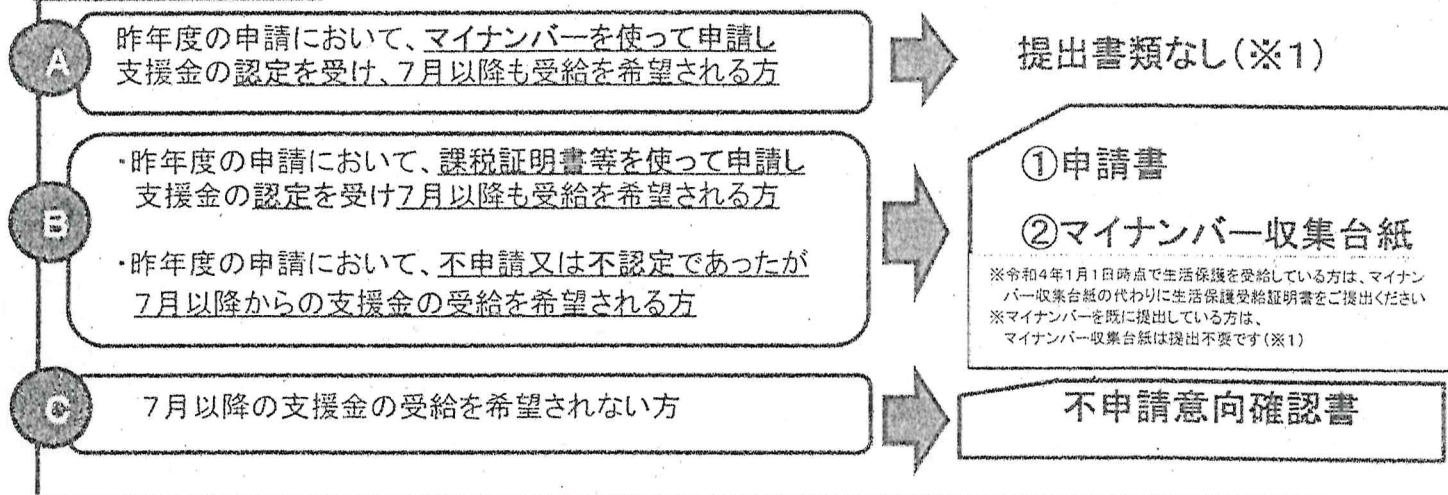 A
昨年度の申請において、マイナンバーを使って申請し
支援金の認定を受け、7月以降も受給を希望される方
提出書類なし(※1)
B
・昨年度の申請において、課税証明書等を使って申請し
支援金の認定を受け7月以降も受給を希望される方
・昨年度の申請において、不申請又は不認定であったが
7月以降からの支援金の受給を希望される方
①申請書
②マイナンバー収集台紙
※令和4年1月1日時点で生活保護を受給している方は、マイナン
バー収集台紙の代わりに生活保護受給証明書をご提出ください
※マイナンバーを既に提出している方は、
マイナンバー収集台紙は提出不要です(※1)
C
7月以降の支援金の受給を希望されない方
不申請意向確認書